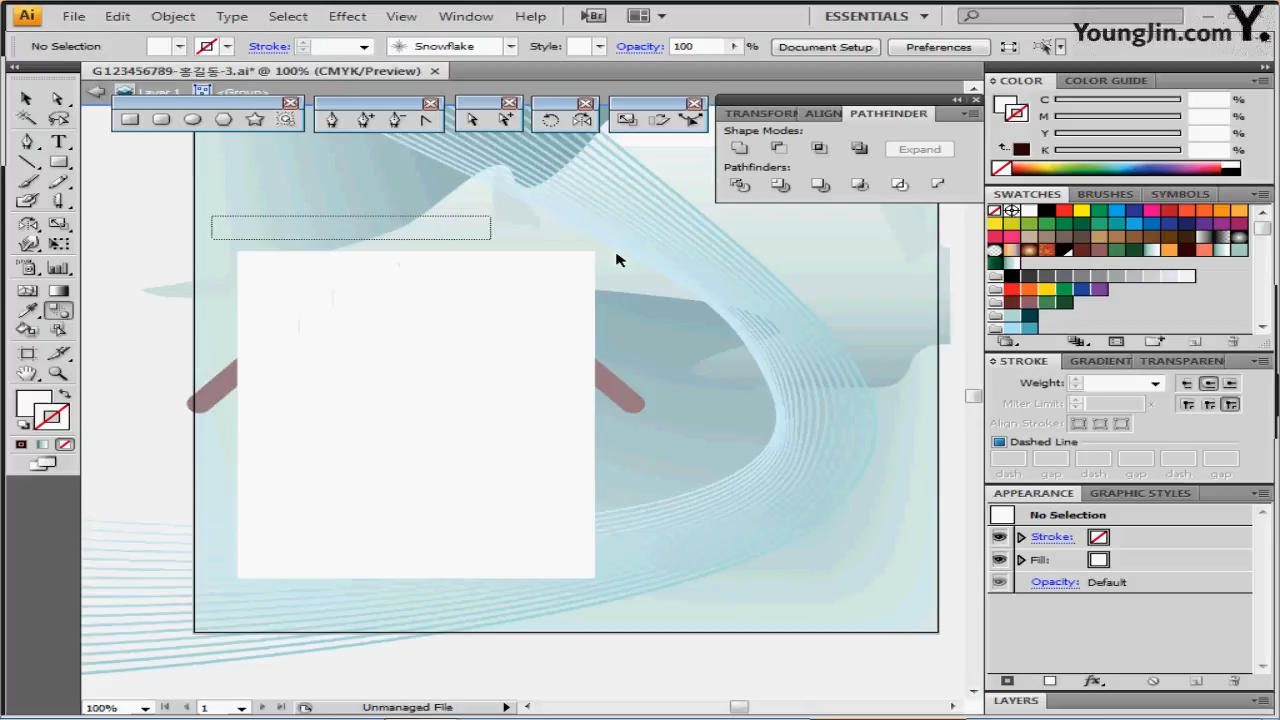 Ai File Edit Object Type Select Effect View Window Help Br ESSENTIALS
YoungJin.com Y.
No Selection Stroke: Snowflake Style: Opacity: 100 % Document Setup Preferences
G123456789-홍길동-3.ai* @ 100% (CMYK/Preview)
Layer 1 <Group>
TRANSFORM ALIGN PATHFINDER
Shape Modes:
Expand
Pathfinders:
COLOR COLOR GUIDE
C %
M %
Y %
K %
SWATCHES BRUSHES SYMBOLS
STROKE GRADIENT TRANSPAREN
Weight:
Miter Limit: x
Align Stroke:
Dashed Line
dash gap dash gap dash gap
APPEARANCE GRAPHIC STYLES
No Selection
Stroke:
Fill:
Opacity: Default
fx
LAYERS
100% 1 Unmanaged File